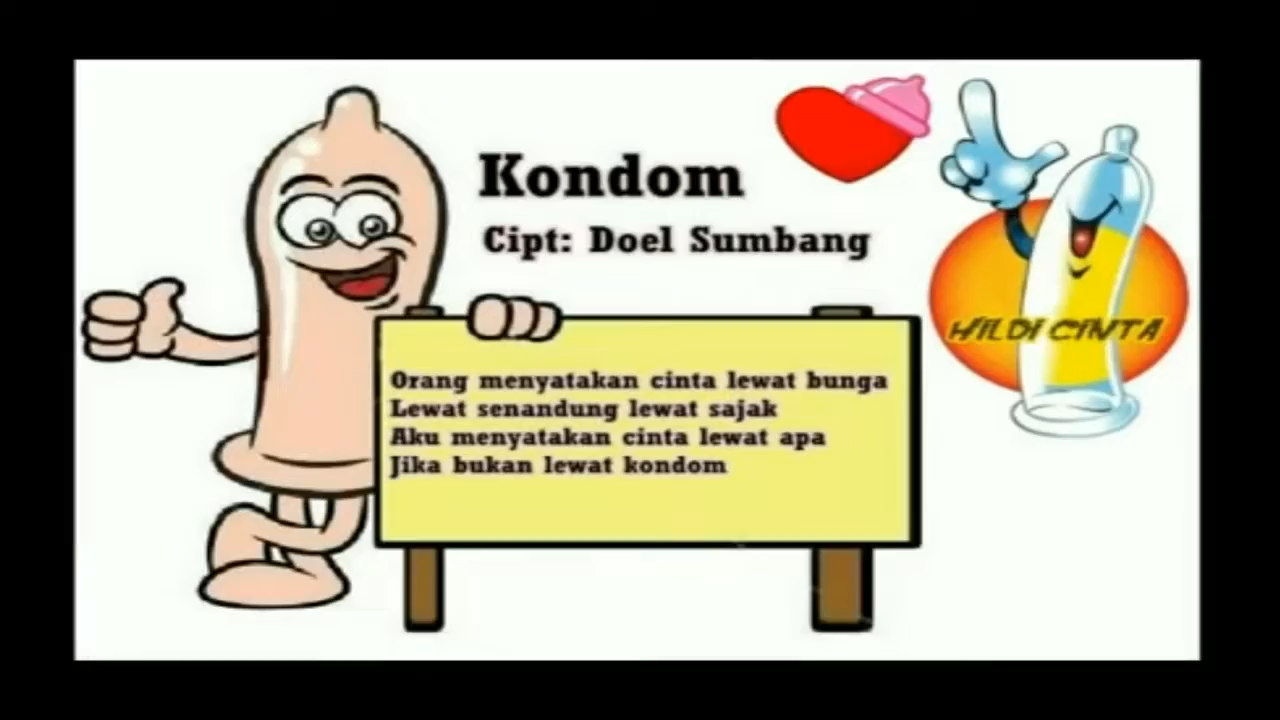 Kondom
Cipt: Doel Sumbang
WILDI CINTA
Orang menyatakan cinta lewat bunga
Lewat senandung lewat sajak
Aku menyatakan cinta lewat apa
Jika bukan lewat kondom